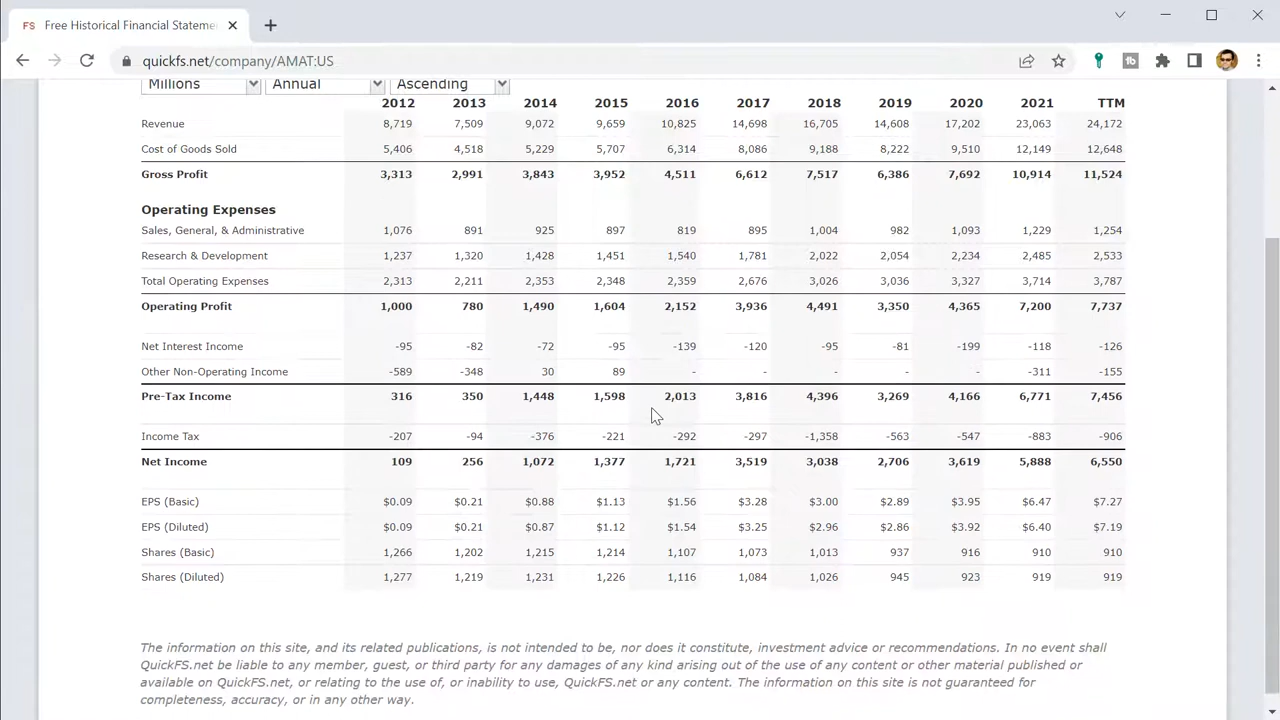 FS Free Historical Financial Stateme
quickfs.net/company/AMAT:US
Millions Annual Ascending
2012 2013 2014 2015 2016 2017 2018 2019 2020 2021 TTM
Revenue 8,719 7,509 9,072 9,659 10,825 14,698 16,705 14,608 17,202 23,063 24,172
Cost of Goods Sold 5,406 4,518 5,229 5,707 6,314 8,086 9,188 8,222 9,510 12,149 12,648
Gross Profit 3,313 2,991 3,843 3,952 4,511 6,612 7,517 6,386 7,692 10,914 11,524
Operating Expenses
Sales, General, & Administrative 1,076 891 925 897 819 895 1,004 982 1,093 1,229 1,254
Research & Development 1,237 1,320 1,428 1,451 1,540 1,781 2,022 2,054 2,234 2,485 2,533
Total Operating Expenses 2,313 2,211 2,353 2,348 2,359 2,676 3,026 3,036 3,327 3,714 3,787
Operating Profit 1,000 780 1,490 1,604 2,152 3,936 4,491 3,350 4,365 7,200 7,737
Net Interest Income -95 -82 -72 -95 -139 -120 -95 -81 -199 -118 -126
Other Non-Operating Income -589 -348 30 89 - - - - - -311 -155
Pre-Tax Income 316 350 1,448 1,598 2,013 3,816 4,396 3,269 4,166 6,771 7,456
Income Tax -207 -94 -376 -221 -292 -297 -1,358 -563 -547 -883 -906
Net Income 109 256 1,072 1,377 1,721 3,519 3,038 2,706 3,619 5,888 6,550
EPS (Basic) $0.09 $0.21 $0.88 $1.13 $1.56 $3.28 $3.00 $2.89 $3.95 $6.47 $7.27
EPS (Diluted) $0.09 $0.21 $0.87 $1.12 $1.54 $3.25 $2.96 $2.86 $3.92 $6.40 $7.19
Shares (Basic) 1,266 1,202 1,215 1,214 1,107 1,073 1,013 937 916 910 910
Shares (Diluted) 1,277 1,219 1,231 1,226 1,116 1,084 1,026 945 923 919 919
The information on this site, and its related publications, is not intended to be, nor does it constitute, investment advice or recommendations. In no event shall
QuickFS.net be liable to any member, guest, or third party for any damages of any kind arising out of the use of any content or other material published or
available on QuickFS.net, or relating to the use of, or inability to use, QuickFS.net or any content. The information on this site is not guaranteed for
completeness, accuracy, or in any other way.